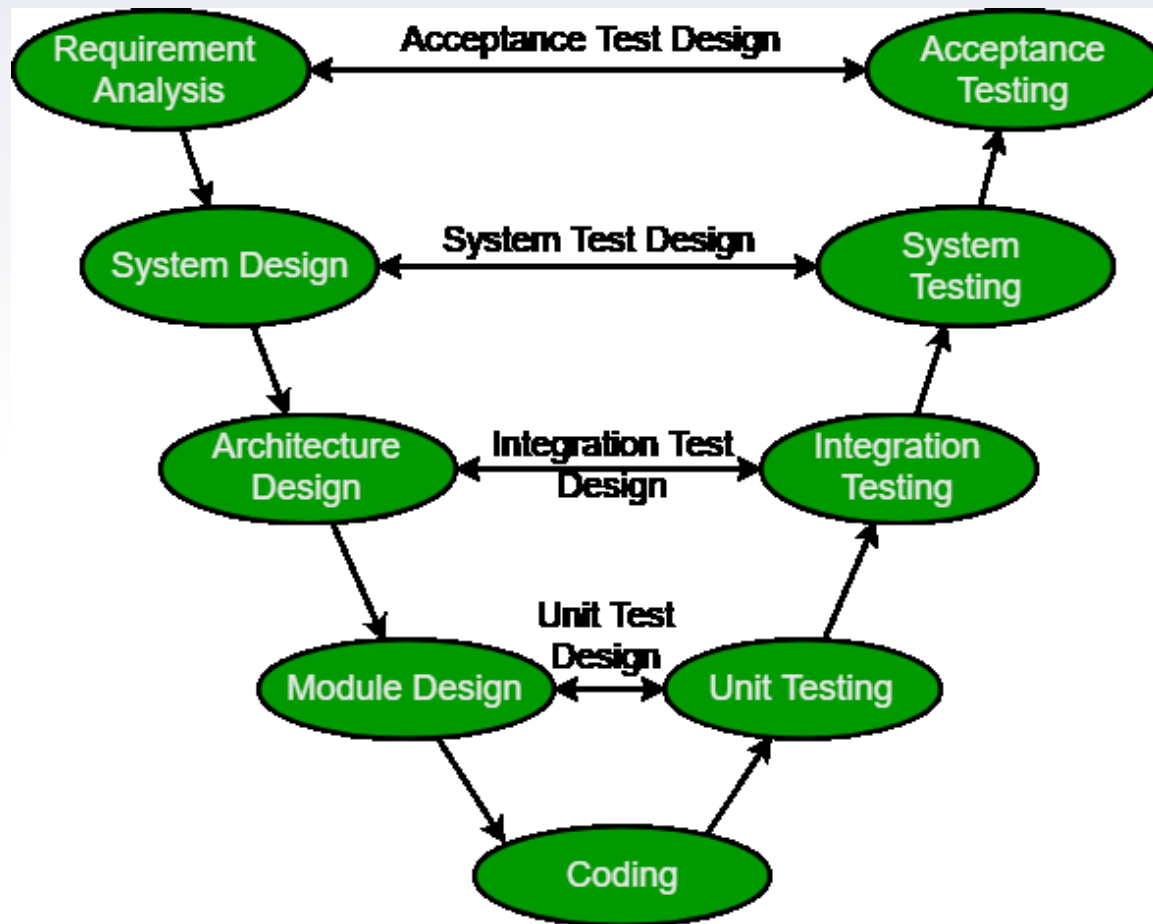 Requirement
Analysis
Acceptance Test Design
Acceptance
Testing
System Design
System Test Design
System
Testing
Architecture
Design
Integration Test
Design
Integration
Testing
Module Design
Unit Test
Design
Unit Testing
Coding